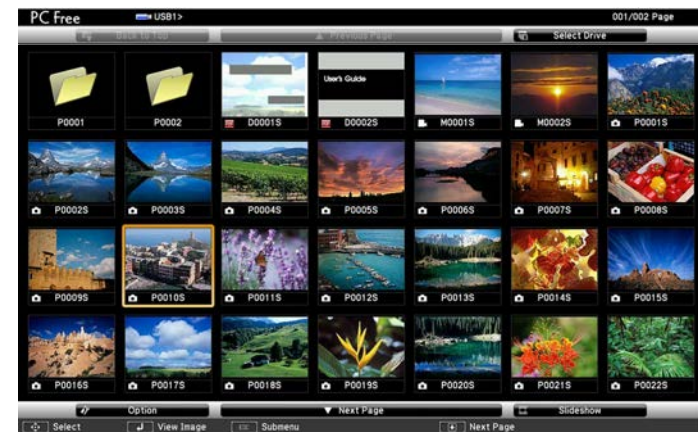 PC Free USB1> 001/002 Page
Back to Top Previous Page Select Drive
User's Guide
P0001 P0002 D0001S D0002S M0001S M0002S P0001S
P0002S P0003S P0004S P0005S P0006S P0007S P0008S
P0009S P0010S P0011S P0012S P0013S P0014S P0015S
P0016S P0017S P0018S P0019S P0020S P0021S P0022S
Option Next Page Slideshow
Select View Image Esc Submenu Next Page